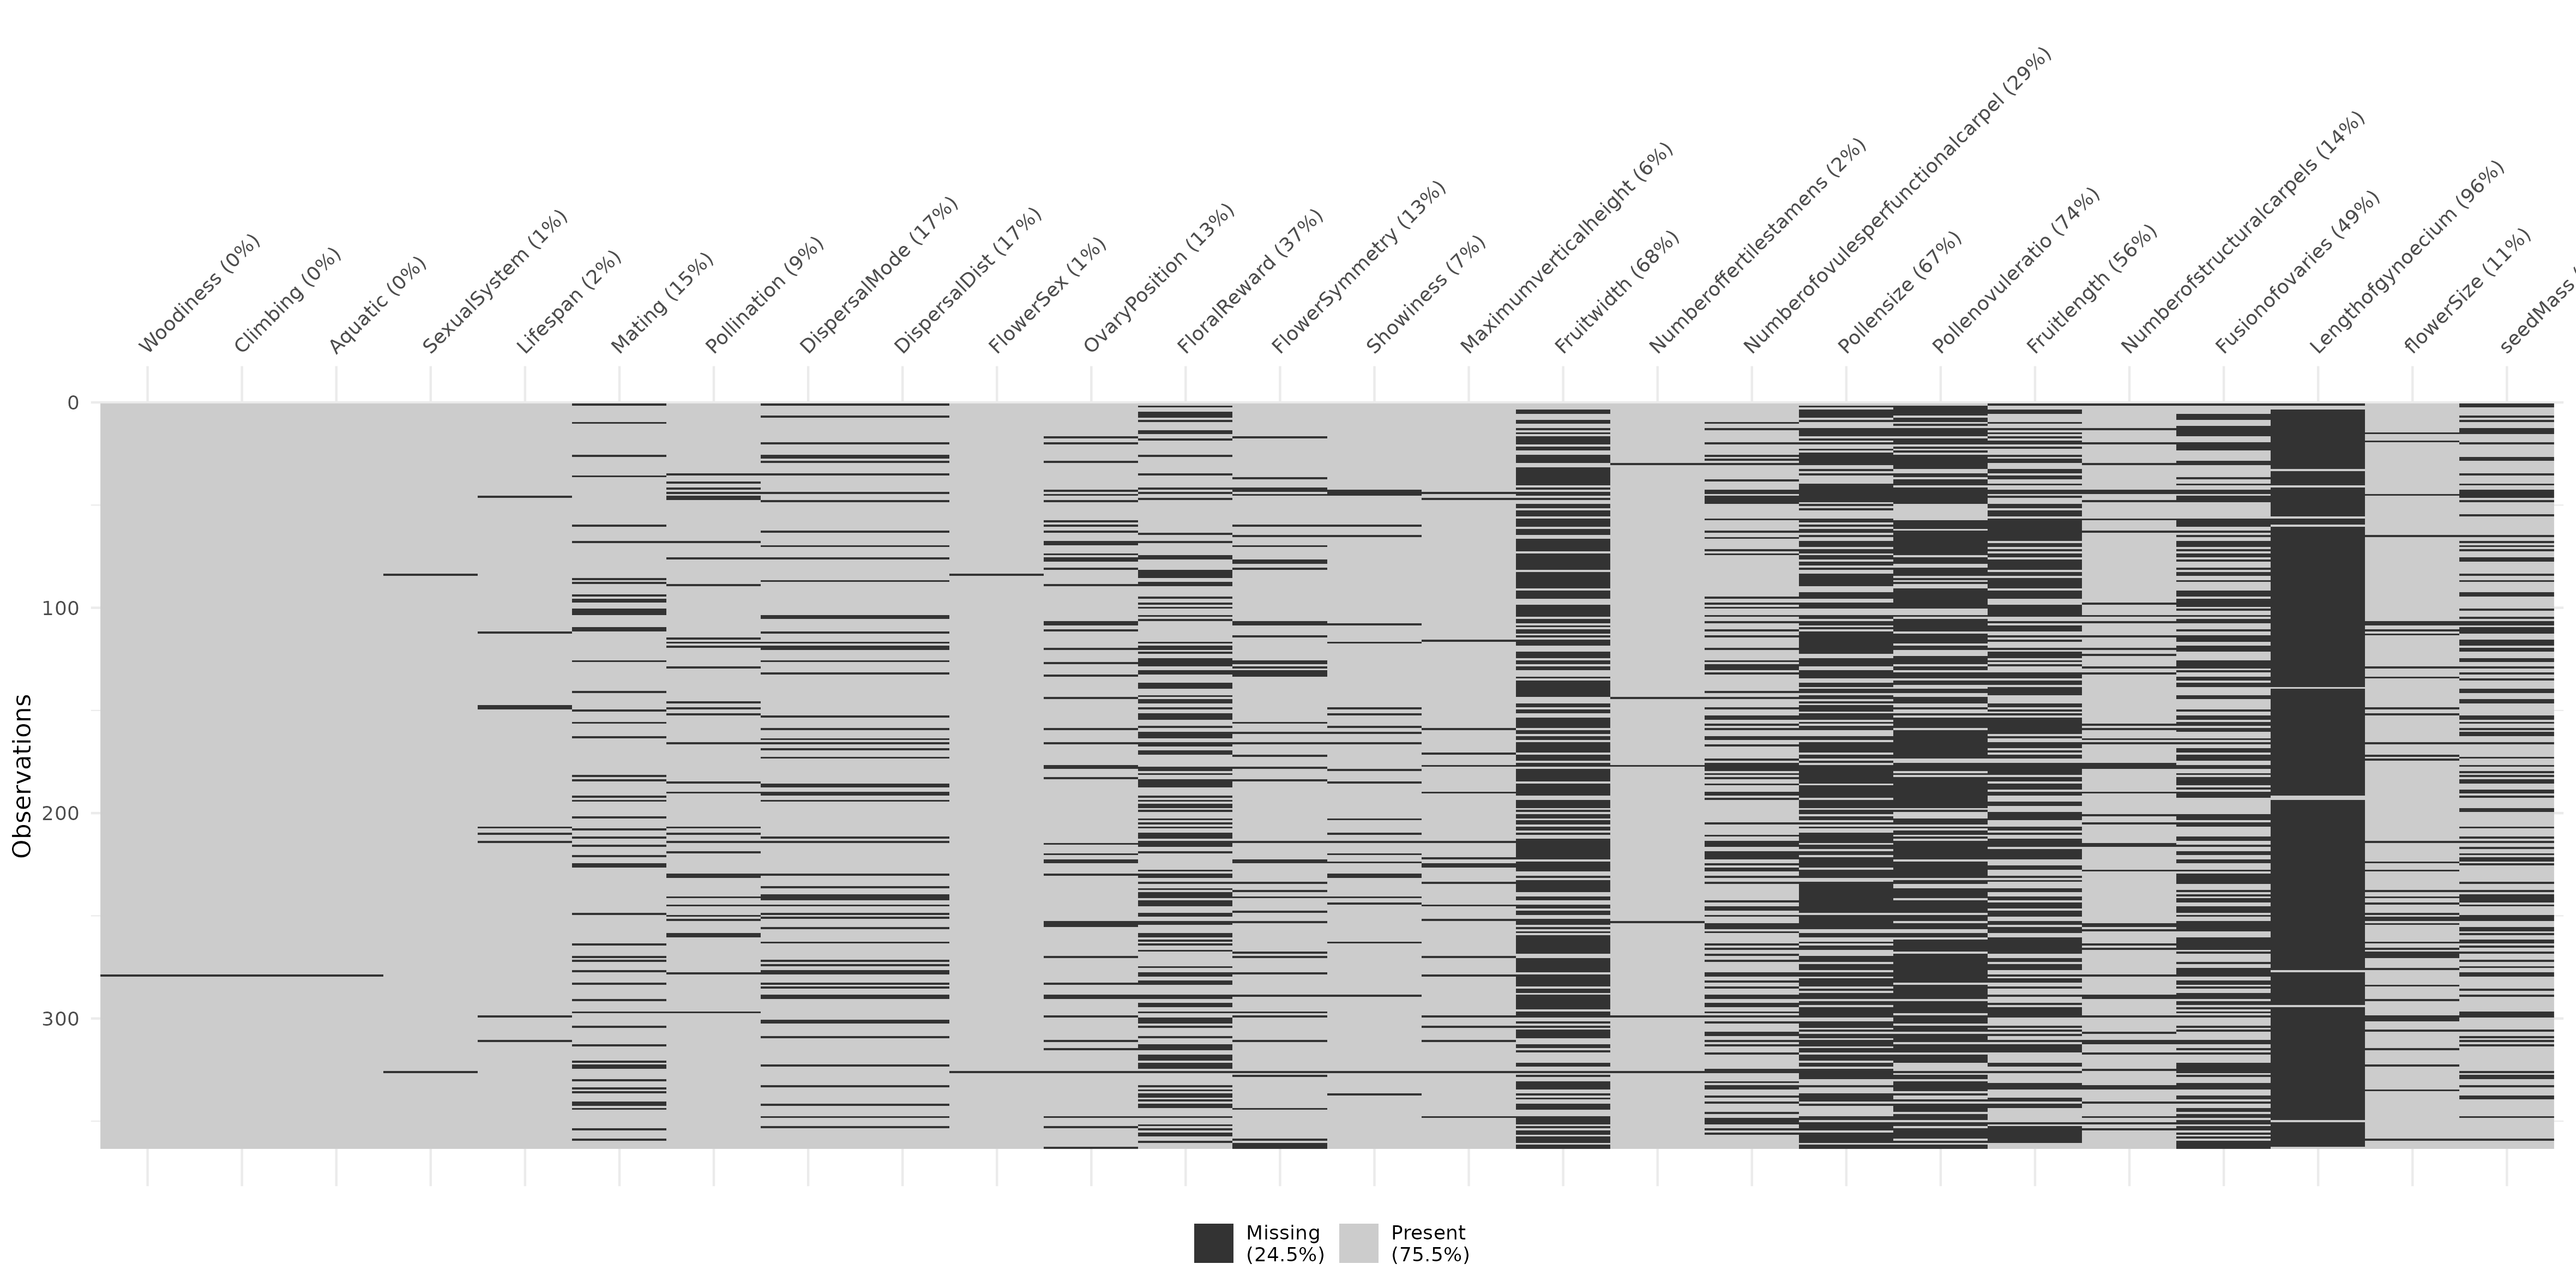 Woodiness (0%)
Climbing (0%)
Aquatic (0%)
SexualSystem (1%)
Lifespan (2%)
Mating (15%)
Pollination (9%)
DispersalMode (17%)
DispersalDist (17%)
FlowerSex (1%)
OvaryPosition (13%)
FloralReward (37%)
FlowerSymmetry (13%)
Showiness (7%)
Maximumverticalheight (6%)
Fruitwidth (68%)
Numberoffertilestamens (2%)
Numberofovulesperfunctionalcarpel (29%)
Pollensize (67%)
Pollenovuleratio (74%)
Fruitlength (56%)
Numberofstructuralcarpels (14%)
Fusionofovaries (49%)
Lengthofgynoecium (96%)
flowerSize (11%)
seedMass
0
100
200
300
Observations
Missing
(24.5%)
Present
(75.5%)